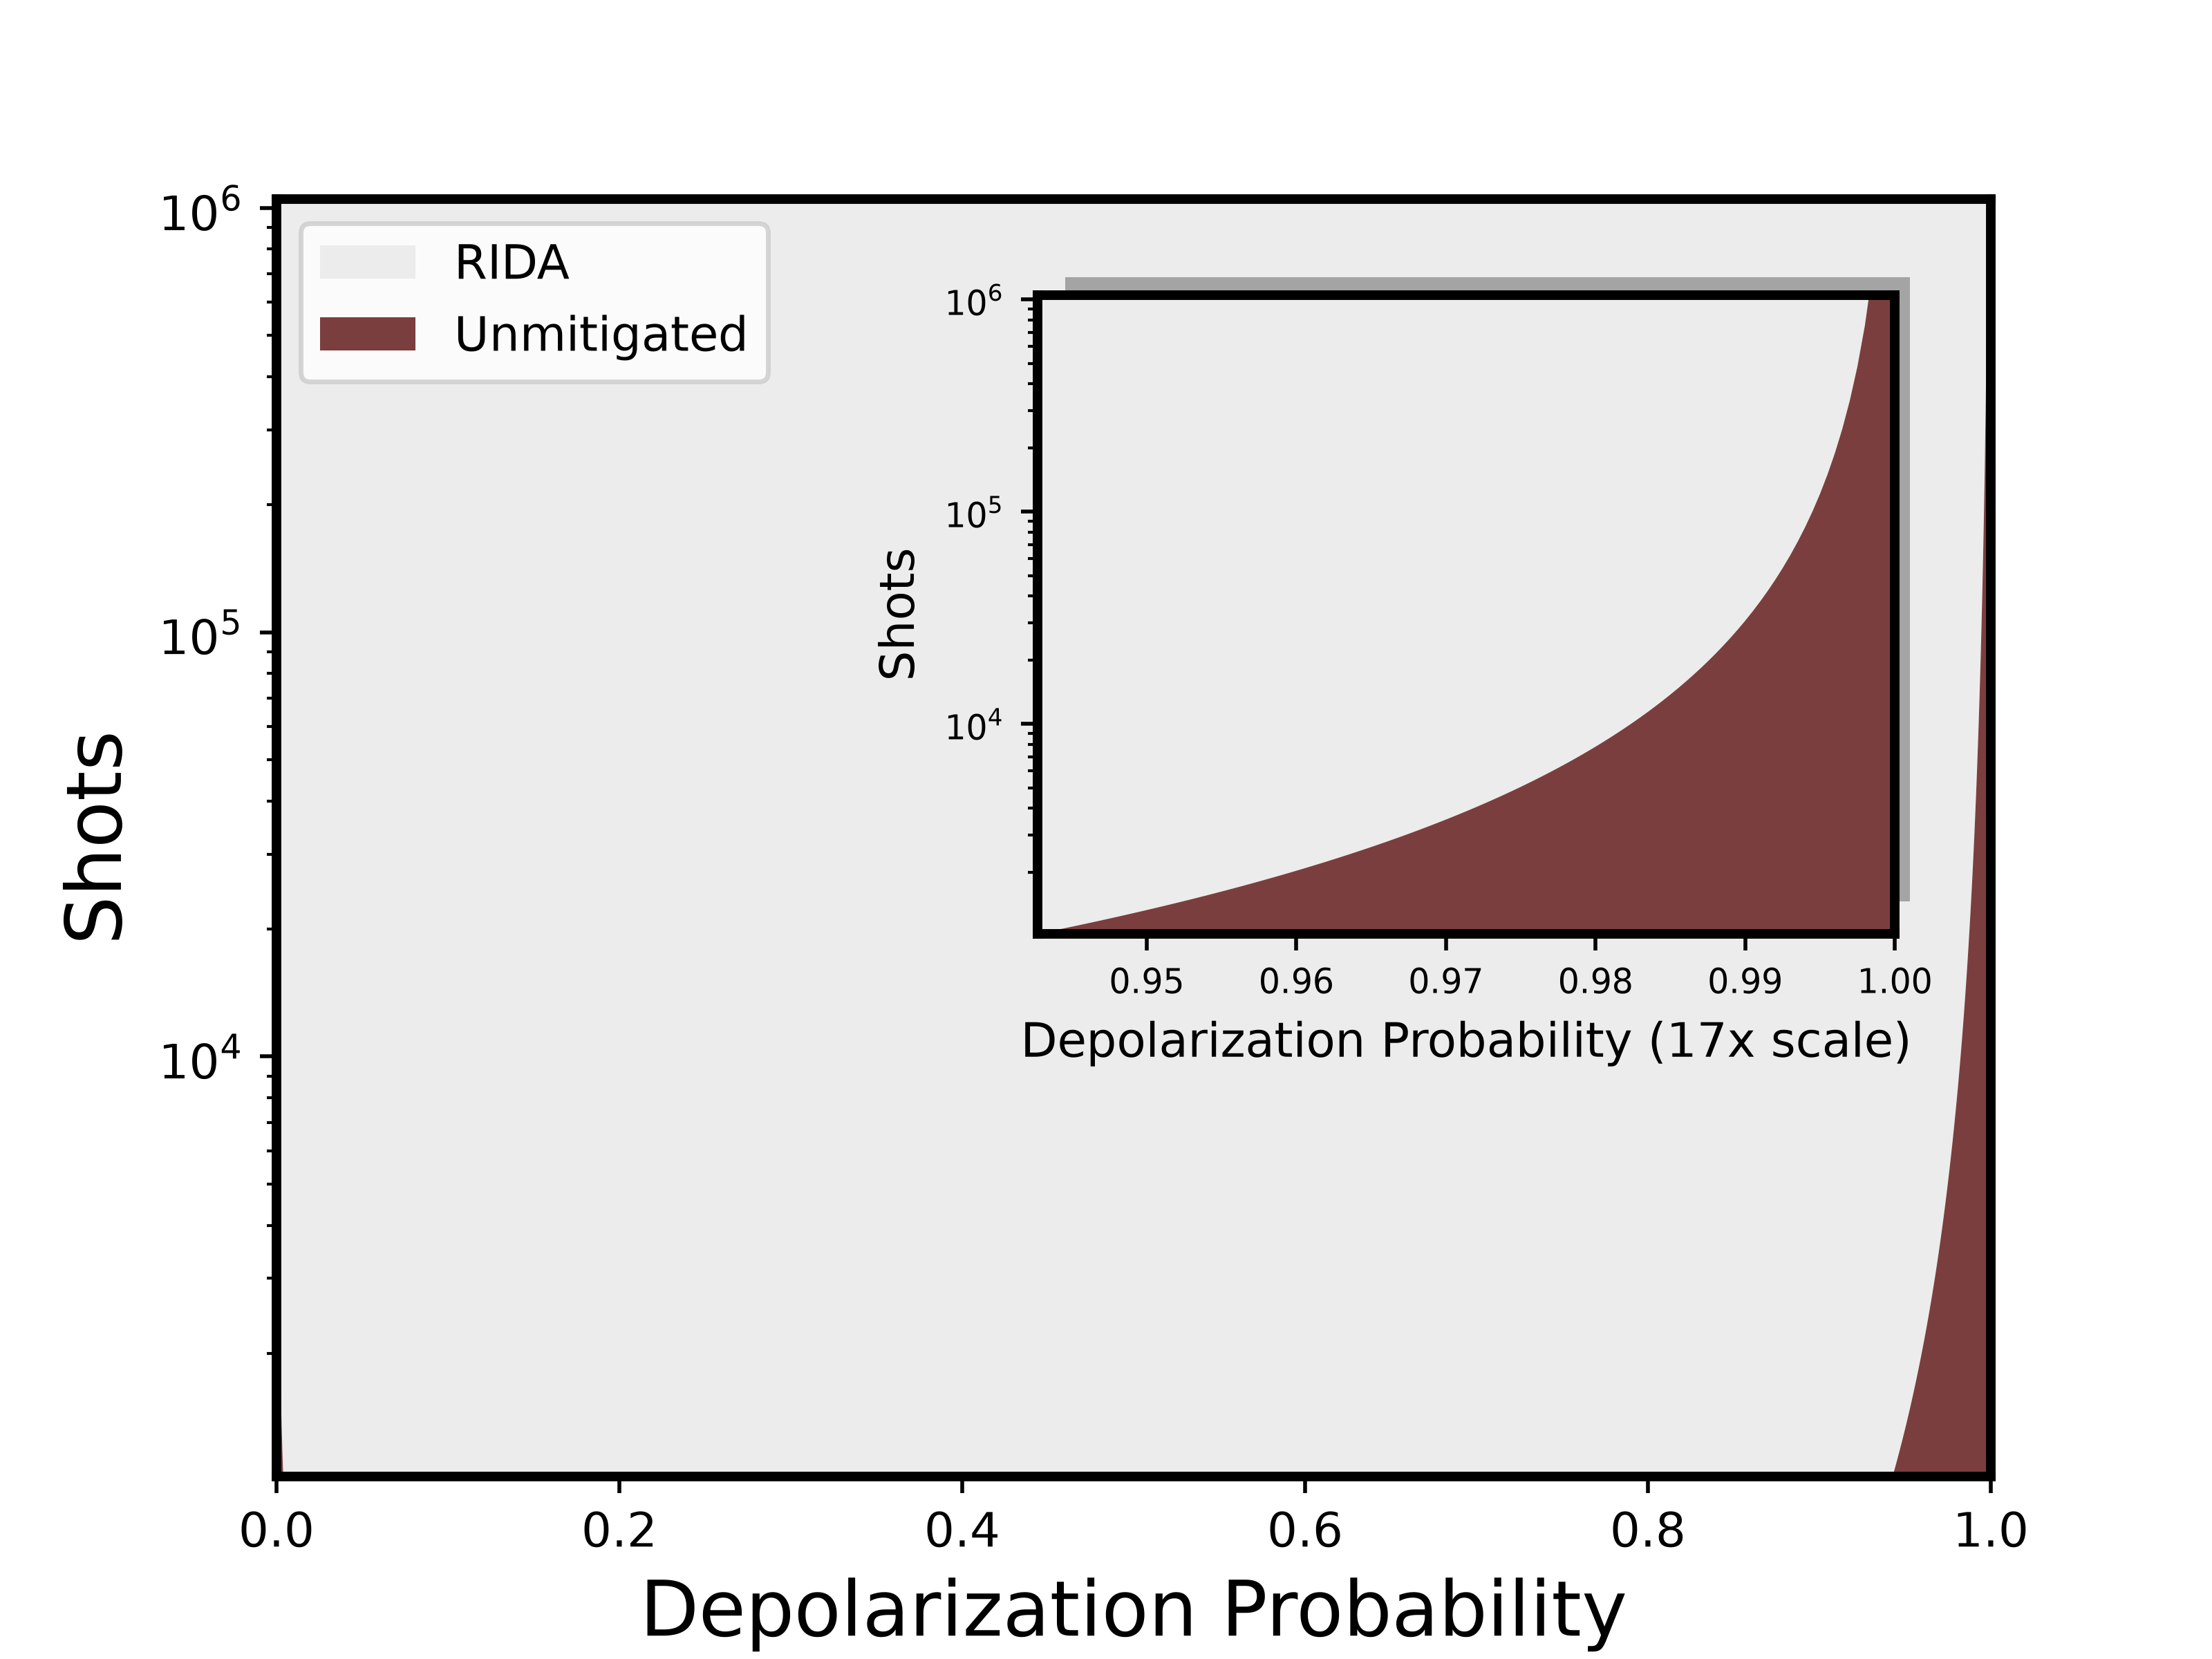 RIDA
Unmitigated
10^6
10^5
10^4
Shots
0.0 0.2 0.4 0.6 0.8 1.0
Depolarization Probability
10^6
10^5
10^4
Shots
0.95 0.96 0.97 0.98 0.99 1.00
Depolarization Probability (17x scale)